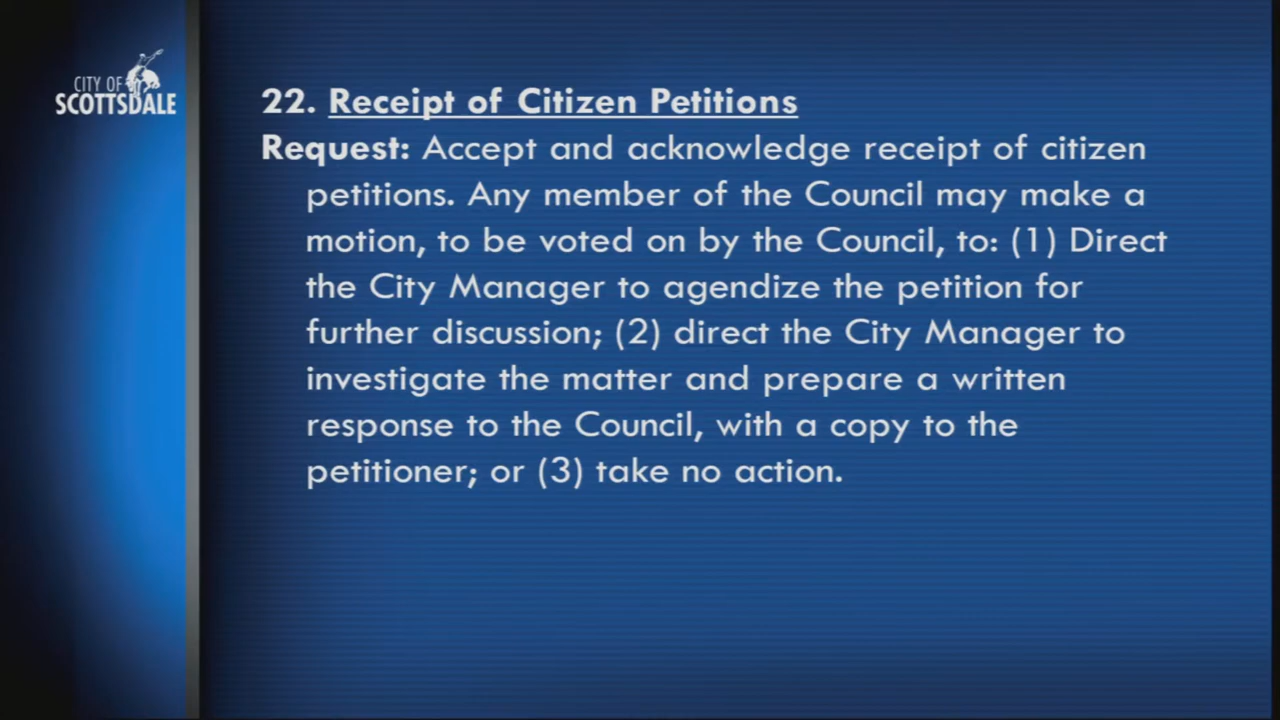 CITY OF
SCOTTSDALE
22. Receipt of Citizen Petitions
Request: Accept and acknowledge receipt of citizen
petitions. Any member of the Council may make a
motion, to be voted on by the Council, to: (1) Direct
the City Manager to agendize the petition for
further discussion; (2) direct the City Manager to
investigate the matter and prepare a written
response to the Council, with a copy to the
petitioner; or (3) take no action.